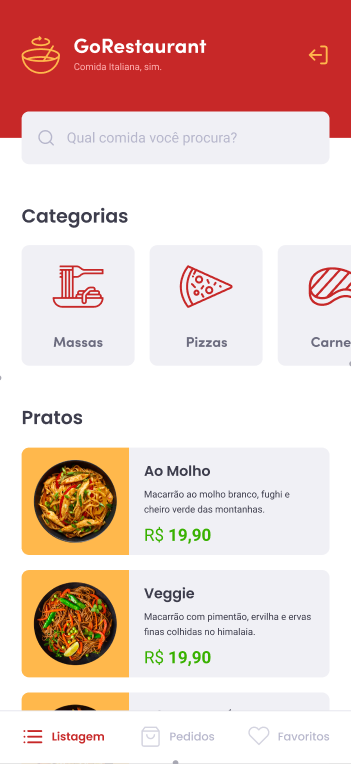 GoRestaurant
Comida Italiana, sim.
Qual comida você procura?
Categorias
Massas
Pizzas
Carne
Pratos
Ao Molho
Macarrão ao molho branco, fughi e
cheiro verde das montanhas.
R$ 19,90
Veggie
Macarrão com pimentão, ervilha e ervas
finas colhidas no himalaia.
R$ 19,90
Listagem
Pedidos
Favoritos